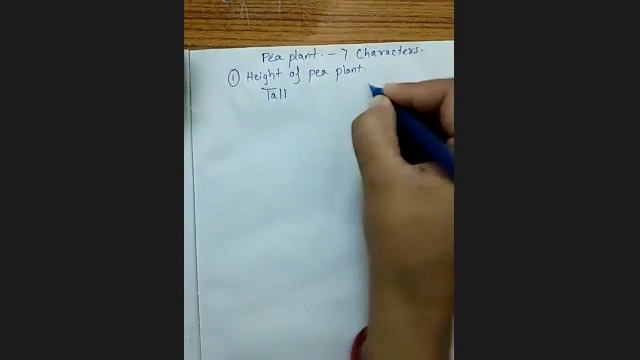 Pea plant. - 7 Characters.
① Height of pea plant.
Tall